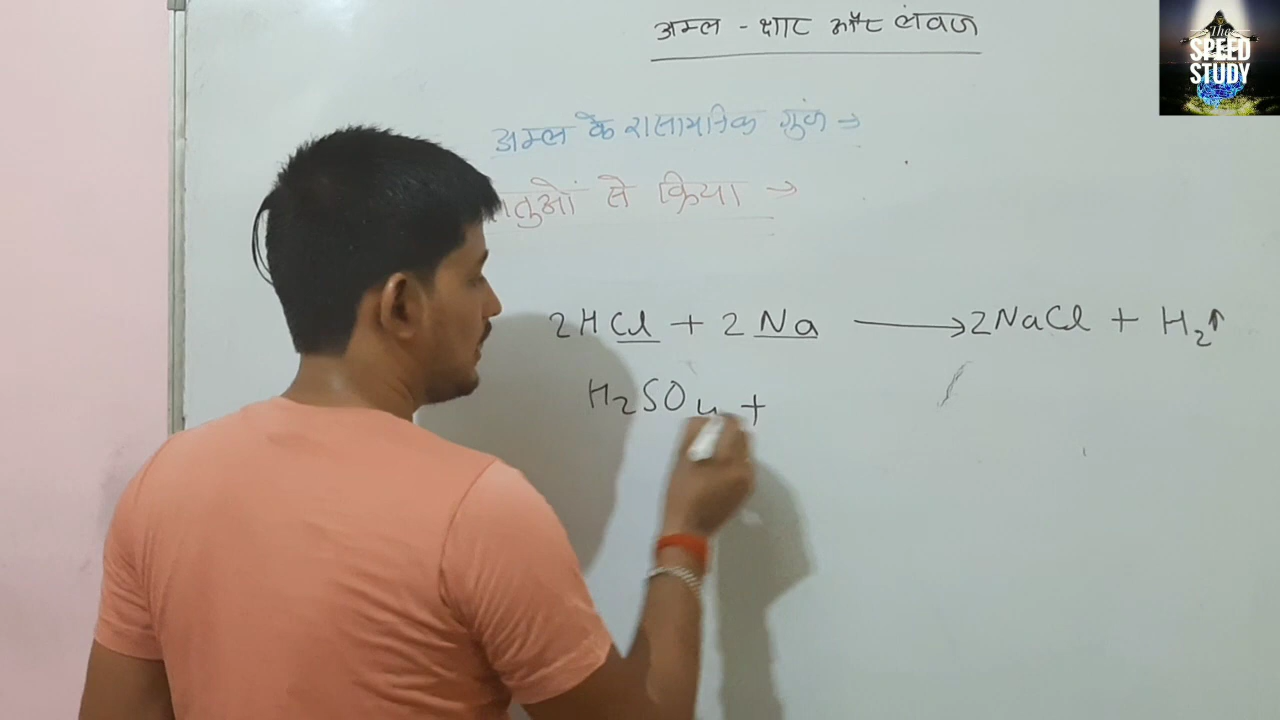 अम्ल - क्षार और लवण
The
SPEED
STUDY
अम्ल के रासायनिक गुण →
से क्रिया →
2HCl + 2Na ⟶ 2NaCl + H₂↑
H₂SO₄ +